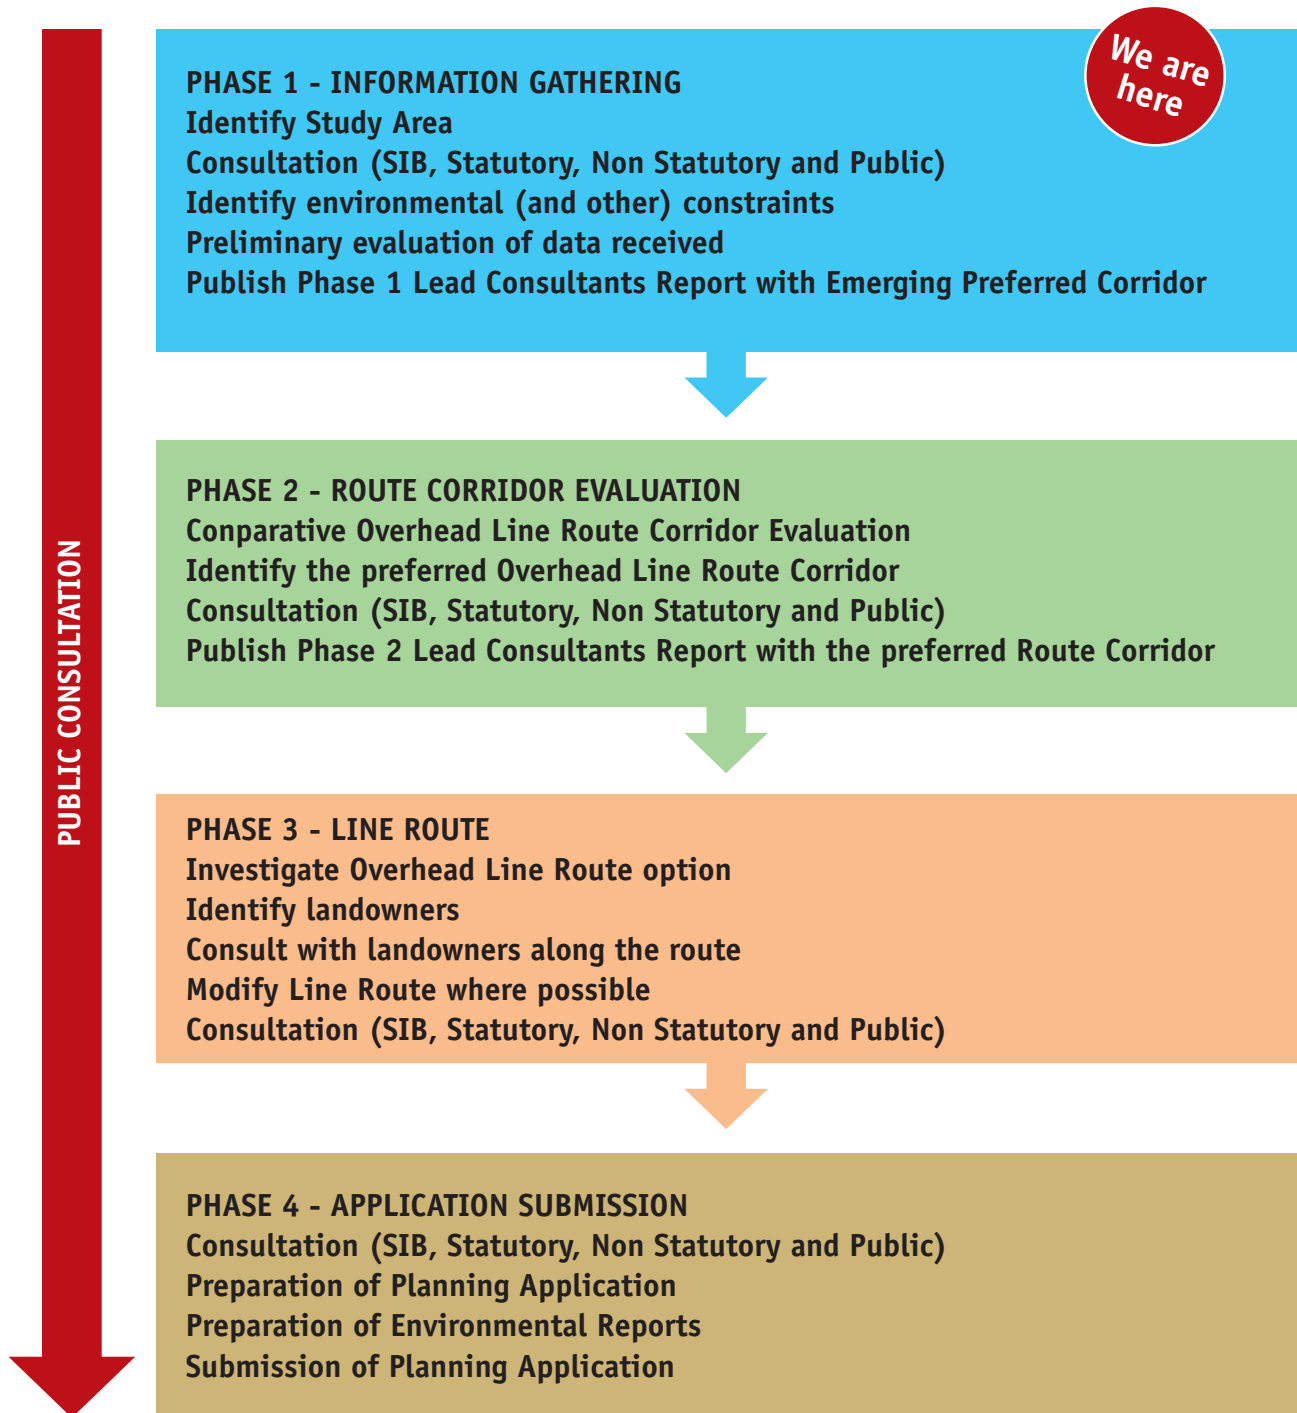 We are
here
PHASE 1 - INFORMATION GATHERING
Identify Study Area
Consultation (SIB, Statutory, Non Statutory and Public)
Identify environmental (and other) constraints
Preliminary evaluation of data received
Publish Phase 1 Lead Consultants Report with Emerging Preferred Corridor
PHASE 2 - ROUTE CORRIDOR EVALUATION
Conparative Overhead Line Route Corridor Evaluation
Identify the preferred Overhead Line Route Corridor
Consultation (SIB, Statutory, Non Statutory and Public)
Publish Phase 2 Lead Consultants Report with the preferred Route Corridor
PUBLIC CONSULTATION
PHASE 3 - LINE ROUTE
Investigate Overhead Line Route option
Identify landowners
Consult with landowners along the route
Modify Line Route where possible
Consultation (SIB, Statutory, Non Statutory and Public)
PHASE 4 - APPLICATION SUBMISSION
Consultation (SIB, Statutory, Non Statutory and Public)
Preparation of Planning Application
Preparation of Environmental Reports
Submission of Planning Application